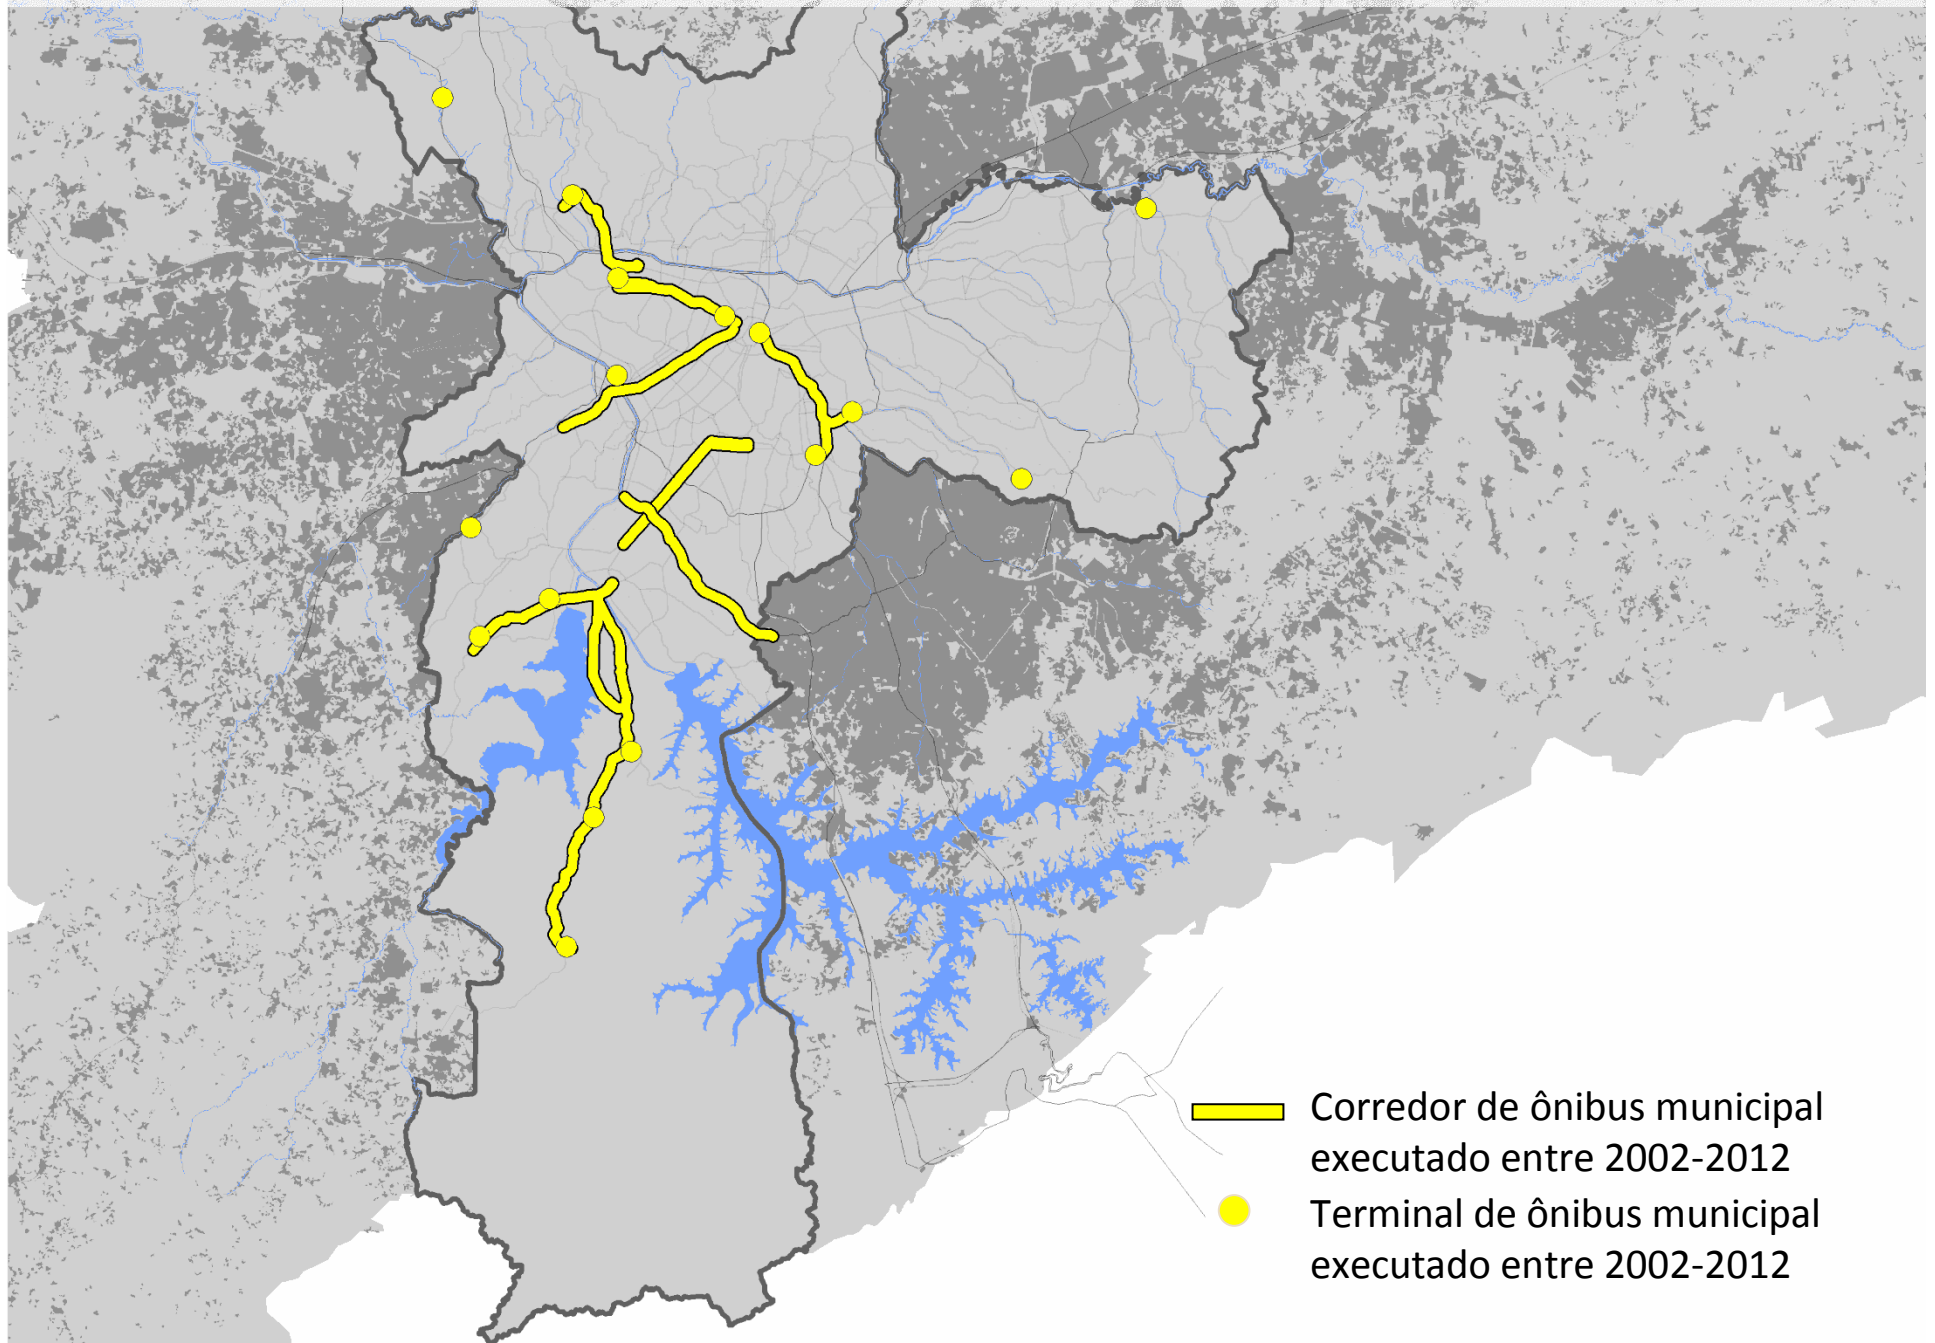 Corredor de ônibus municipal
executado entre 2002-2012
Terminal de ônibus municipal
executado entre 2002-2012